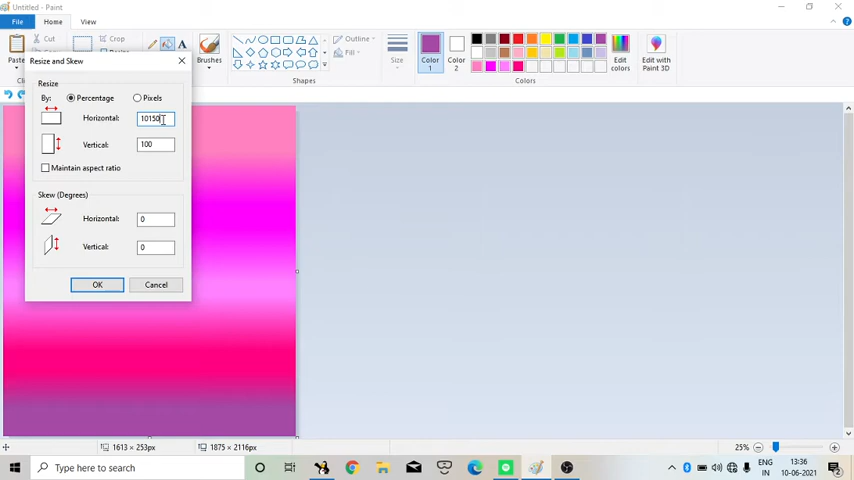 Untitled - Paint
File
Home
View
Paste
Cut
Crop
Brushes
Shapes
Outline
Fill
Size
Color 1
Color 2
Colors
Edit colors
Edit with Paint 3D
Resize and Skew
Resize
By:
Percentage
Pixels
Horizontal:
10150
Vertical:
100
Maintain aspect ratio
Skew (Degrees)
Horizontal:
0
Vertical:
0
OK
Cancel
1613 × 253px
1875 × 2116px
25%
Type here to search
ENG
IN
13:36
10-06-2021
2